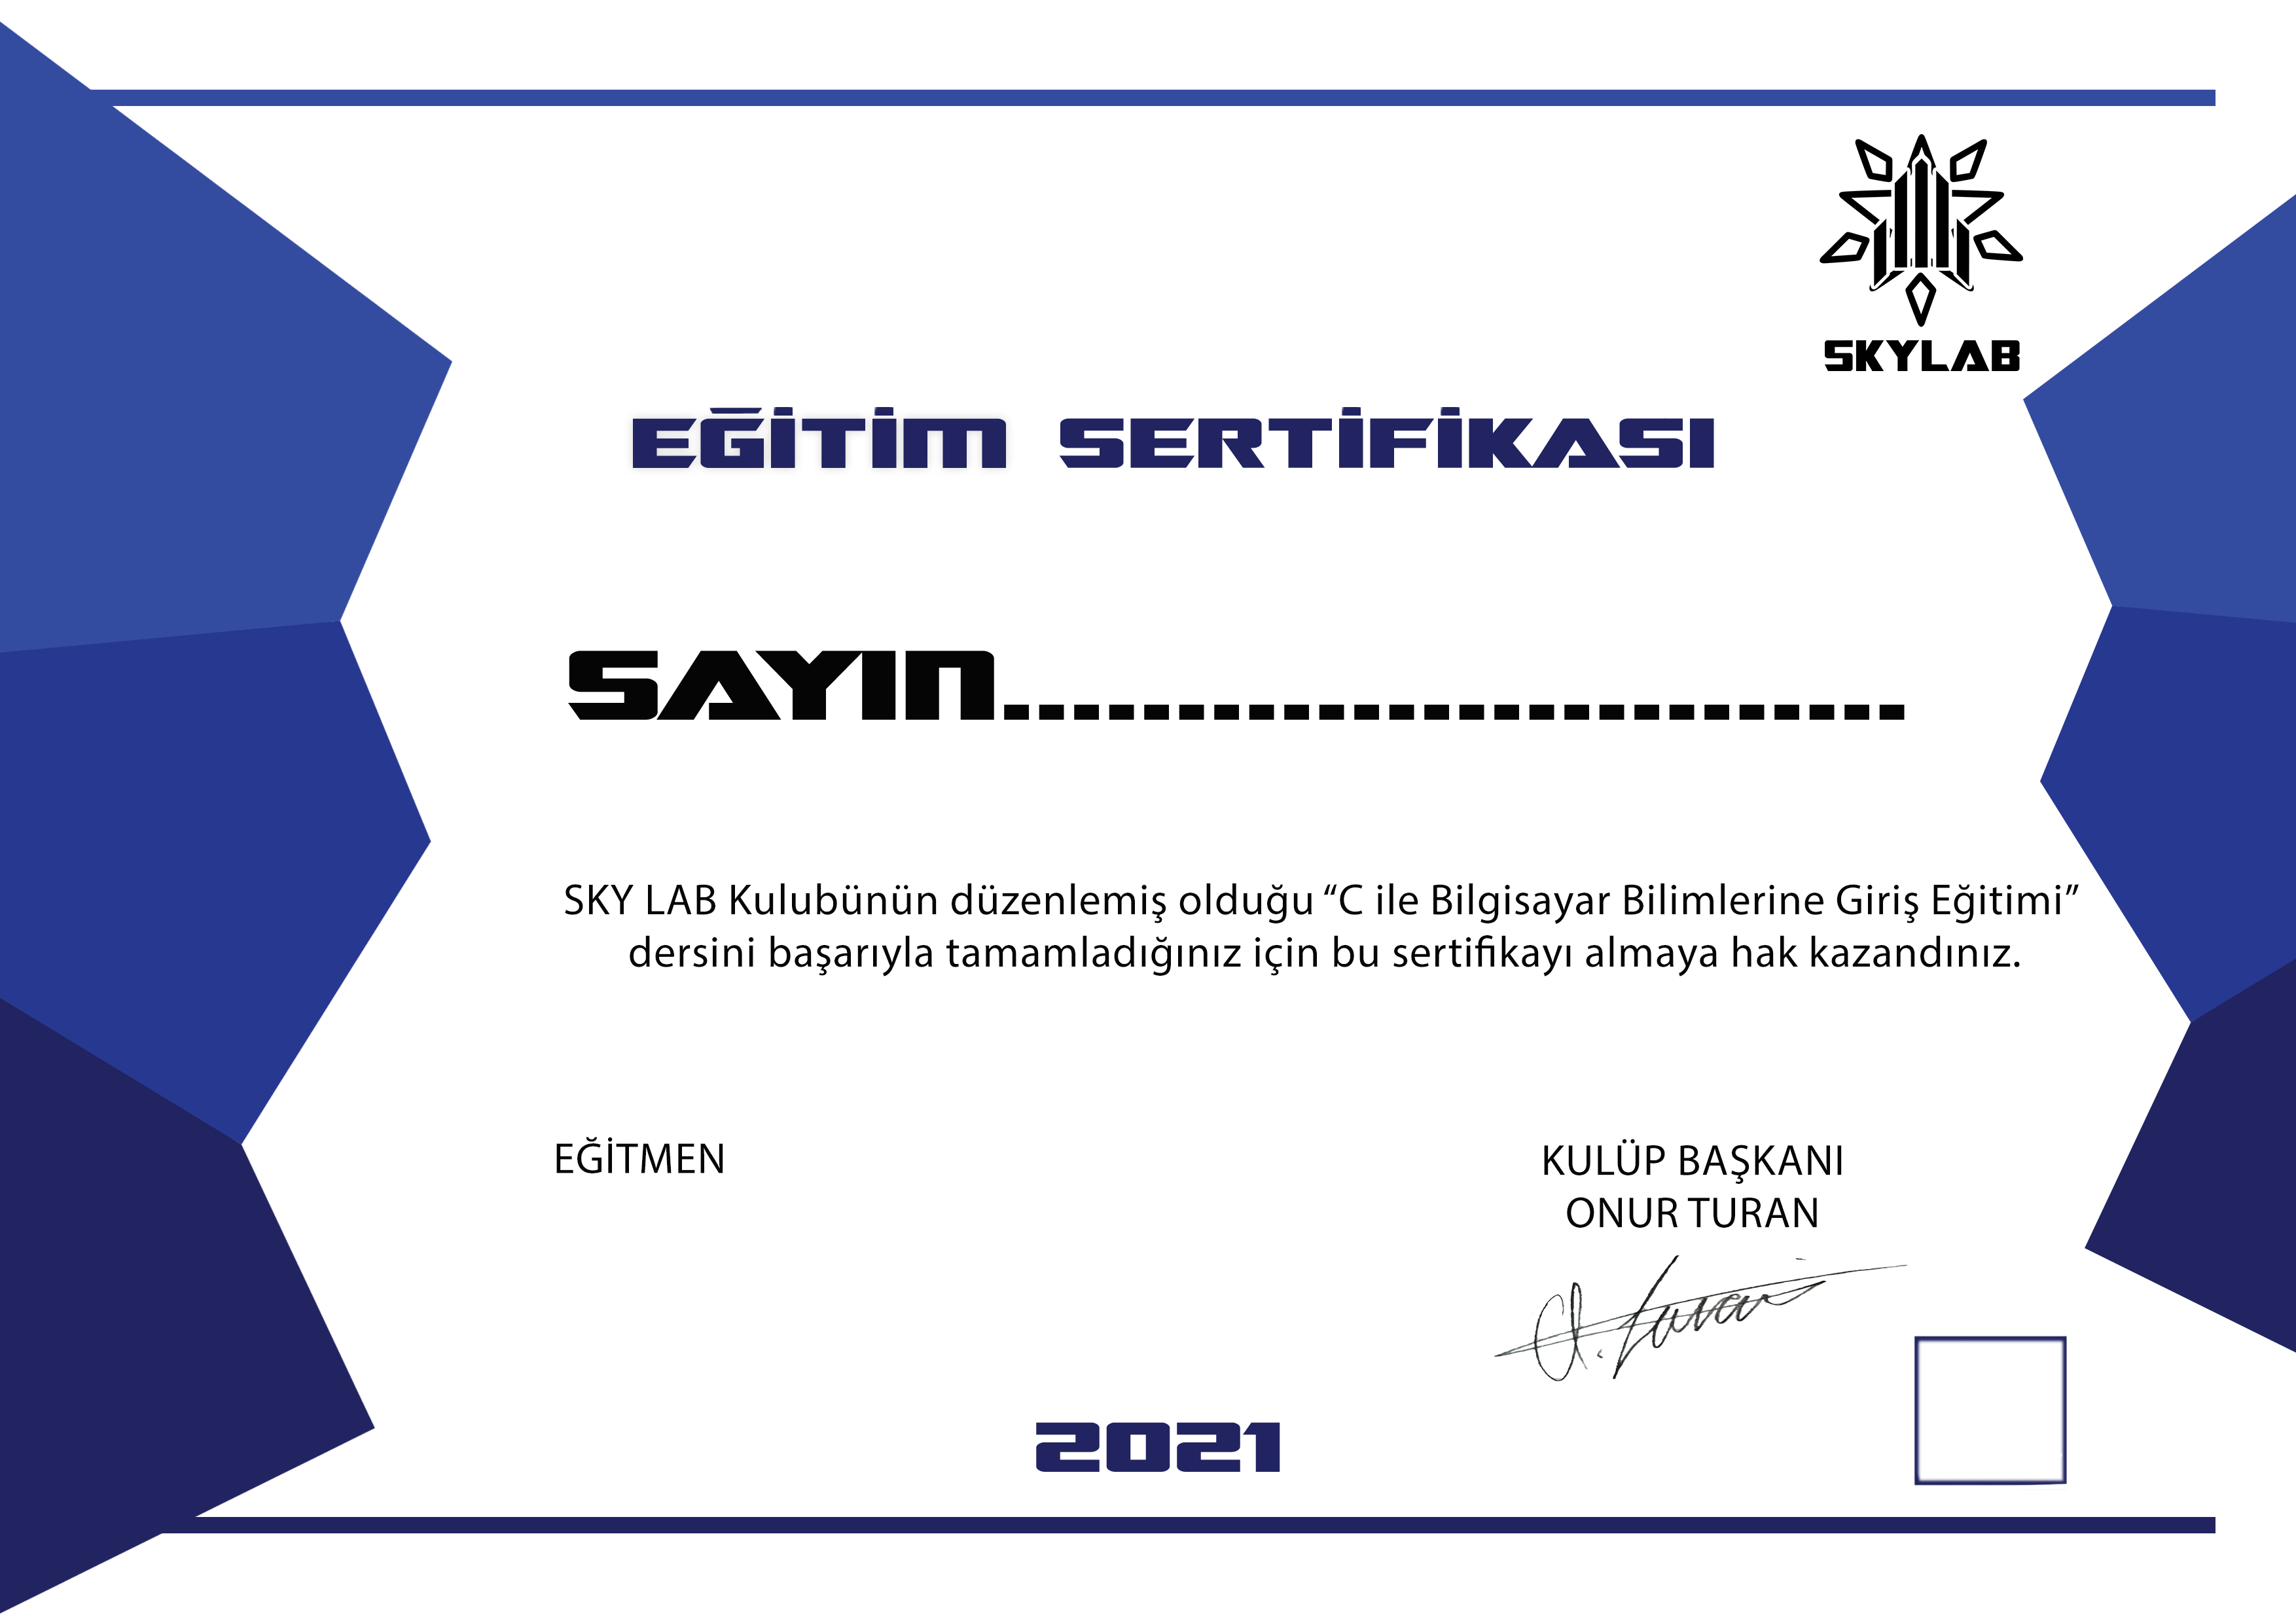 SKYLAB
EĞİTİM SERTİFİKASI
SAYIN..........................
SKY LAB Kulubünün düzenlemiş olduğu “C ile Bilgisayar Bilimlerine Giriş Eğitimi”
dersini başarıyla tamamladığınız için bu sertifikayı almaya hak kazandınız.
EĞİTMEN
KULÜP BAŞKANI
ONUR TURAN
O. Turan
2021